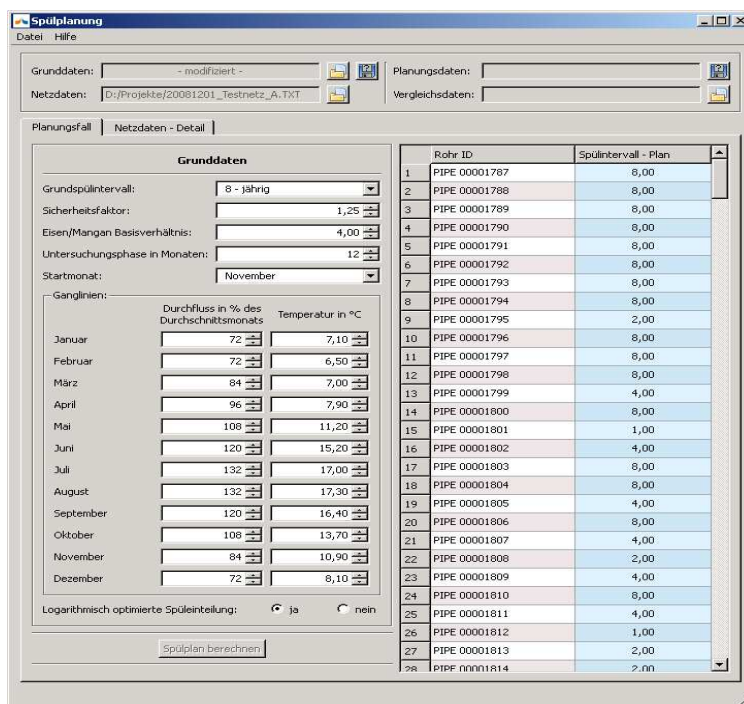 Spülplanung
Datei Hilfe
Grunddaten: - modifiziert -
Netzdaten: D:/Projekte/20081201_Testnetz_A.TXT
Planungsdaten:
Vergleichsdaten:
Planungsfall Netzdaten - Detail
Grunddaten
Grundspülintervall: 8 - jährig
Sicherheitsfaktor: 1,25
Eisen/Mangan Basisverhältnis: 4,00
Untersuchungsphase in Monaten: 12
Startmonat: November
Ganglinien:
Durchfluss in % des
Durchschnittsmonats
Temperatur in °C
Januar 72 7,10
Februar 72 6,50
März 84 7,00
April 96 7,90
Mai 108 11,20
Juni 120 15,20
Juli 132 17,00
August 132 17,30
September 120 16,40
Oktober 108 13,70
November 84 10,90
Dezember 72 8,10
Logarithmisch optimierte Spüleinteilung: ja nein
Spülplan berechnen
Rohr ID Spülintervall - Plan
1 PIPE 00001787 8,00
2 PIPE 00001788 8,00
3 PIPE 00001789 8,00
4 PIPE 00001790 8,00
5 PIPE 00001791 8,00
6 PIPE 00001792 8,00
7 PIPE 00001793 8,00
8 PIPE 00001794 8,00
9 PIPE 00001795 2,00
10 PIPE 00001796 8,00
11 PIPE 00001797 8,00
12 PIPE 00001798 8,00
13 PIPE 00001799 4,00
14 PIPE 00001800 8,00
15 PIPE 00001801 1,00
16 PIPE 00001802 4,00
17 PIPE 00001803 8,00
18 PIPE 00001804 8,00
19 PIPE 00001805 4,00
20 PIPE 00001806 8,00
21 PIPE 00001807 4,00
22 PIPE 00001808 2,00
23 PIPE 00001809 4,00
24 PIPE 00001810 8,00
25 PIPE 00001811 4,00
26 PIPE 00001812 1,00
27 PIPE 00001813 2,00
28 PIPE 00001814 2,00